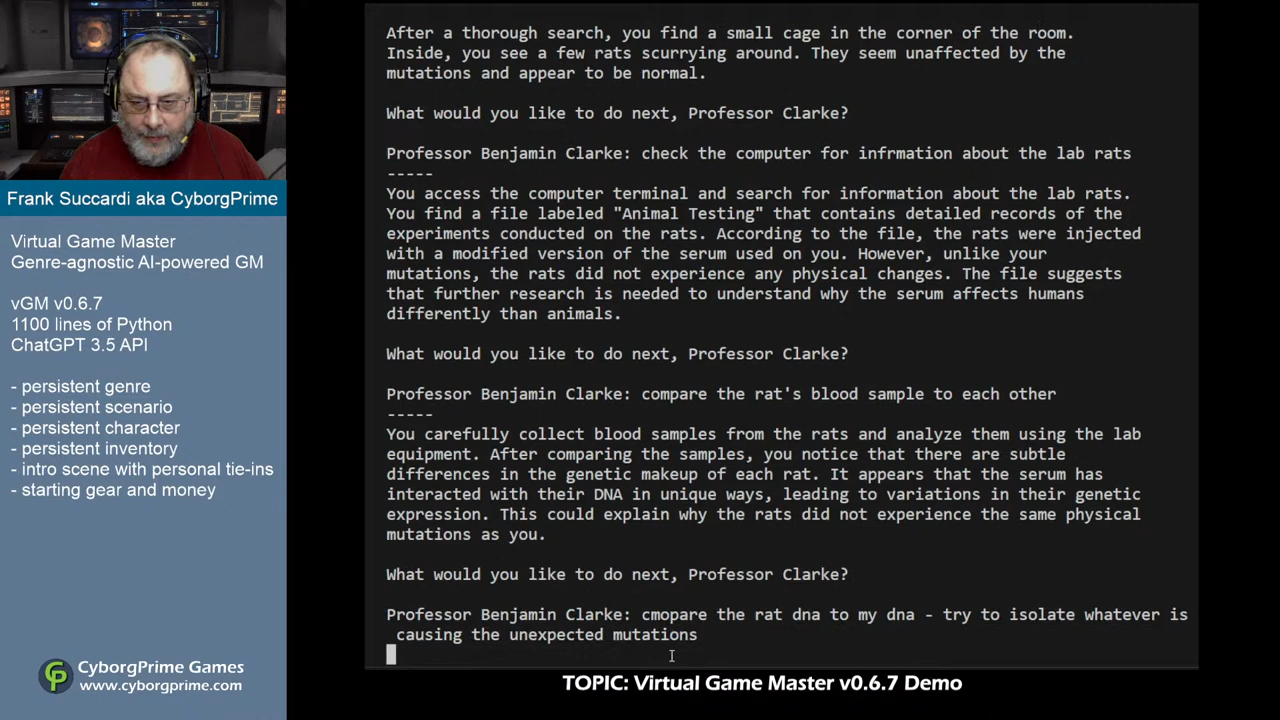 After a thorough search, you find a small cage in the corner of the room.
Inside, you see a few rats scurrying around. They seem unaffected by the
mutations and appear to be normal.
What would you like to do next, Professor Clarke?
Professor Benjamin Clarke: check the computer for infrmation about the lab rats
-----
You access the computer terminal and search for information about the lab rats.
You find a file labeled "Animal Testing" that contains detailed records of the
experiments conducted on the rats. According to the file, the rats were injected
with a modified version of the serum used on you. However, unlike your
mutations, the rats did not experience any physical changes. The file suggests
that further research is needed to understand why the serum affects humans
differently than animals.
What would you like to do next, Professor Clarke?
Professor Benjamin Clarke: compare the rat's blood sample to each other
-----
You carefully collect blood samples from the rats and analyze them using the lab
equipment. After comparing the samples, you notice that there are subtle
differences in the genetic makeup of each rat. It appears that the serum has
interacted with their DNA in unique ways, leading to variations in their genetic
expression. This could explain why the rats did not experience the same physical
mutations as you.
What would you like to do next, Professor Clarke?
Professor Benjamin Clarke: cmopare the rat dna to my dna - try to isolate whatever is
causing the unexpected mutations
Frank Succardi aka CyborgPrime
Virtual Game Master
Genre-agnostic AI-powered GM
vGM v0.6.7
1100 lines of Python
ChatGPT 3.5 API
- persistent genre
- persistent scenario
- persistent character
- persistent inventory
- intro scene with personal tie-ins
- starting gear and money
CP
CyborgPrime Games
www.cyborgprime.com
TOPIC: Virtual Game Master v0.6.7 Demo